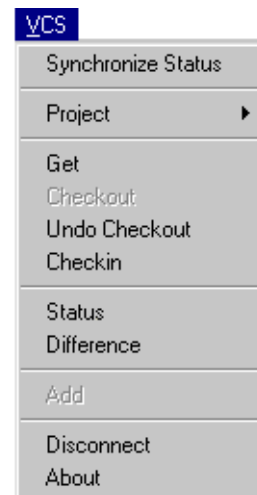 VCS
Synchronize Status
Project
Get
Checkout
Undo Checkout
Checkin
Status
Difference
Add
Disconnect
About